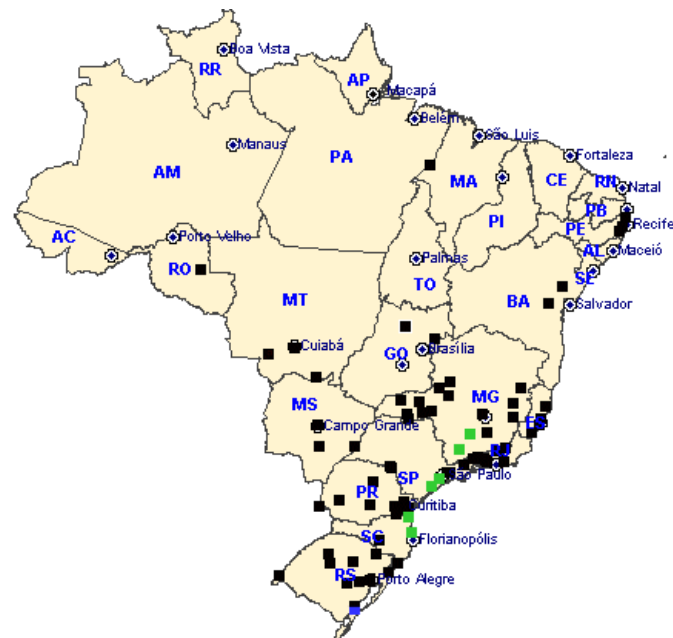 Boa Vista
RR
AP
Macapá
Belém
São Luis
Manaus
PA
Fortaleza
AM
MA
CE
RN
Natal
PB
PI
PE
Recife
AC
Porto Velho
AL
Maceió
Palmas
RO
TO
SE
MT
BA
Salvador
Cuiabá
Brasília
GO
MS
MG
ES
Campo Grande
RJ
SP
São Paulo
PR
Curitiba
SC
Florianopólis
RS
Porto Alegre